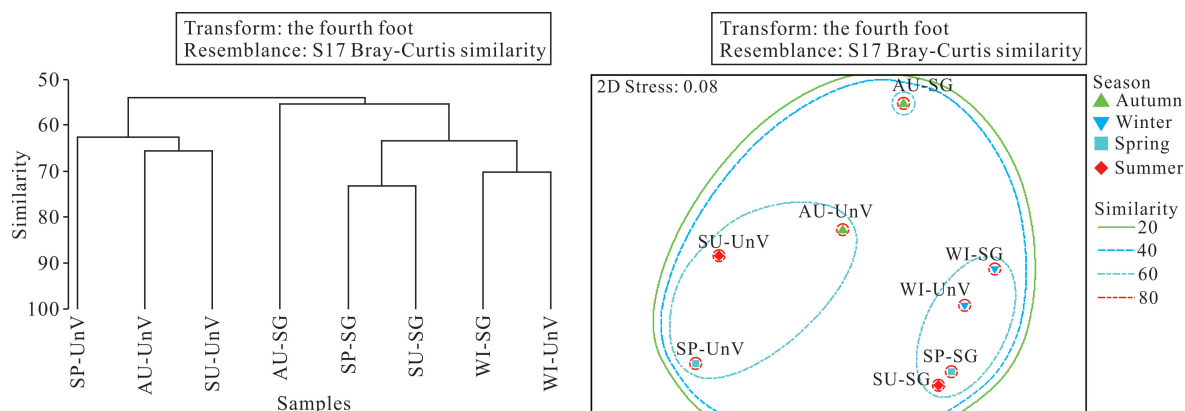 Transform: the fourth foot
Resemblance: S17 Bray-Curtis similarity
50
60
70
80
90
100
Similarity
SP-UnV
AU-UnV
SU-UnV
AU-SG
SP-SG
SU-SG
WI-SG
WI-UnV
Samples
Transform: the fourth foot
Resemblance: S17 Bray-Curtis similarity
2D Stress: 0.08
AU-SG
AU-UnV
SU-UnV
WI-SG
WI-UnV
SP-UnV
SP-SG
SU-SG
Season
Autumn
Winter
Spring
Summer
Similarity
20
40
60
80